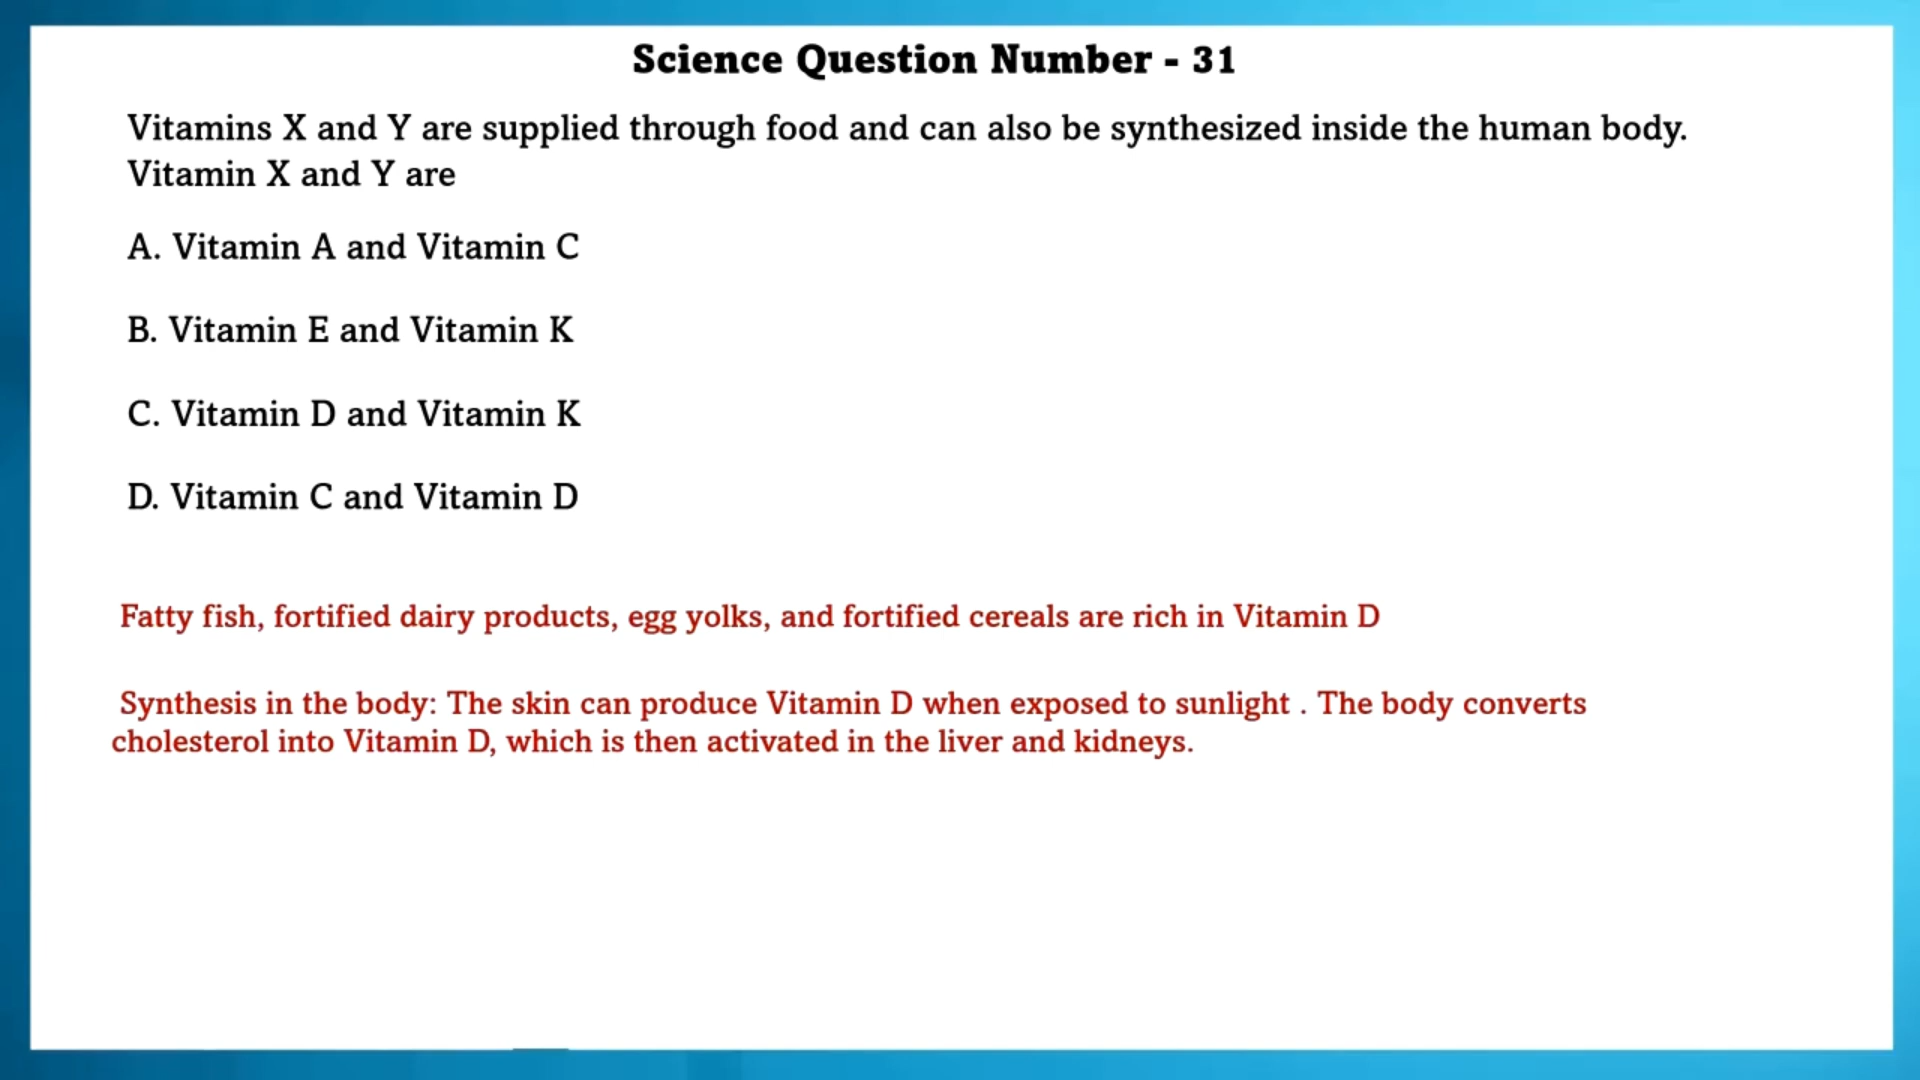 Science Question Number - 31
Vitamins X and Y are supplied through food and can also be synthesized inside the human body.
Vitamin X and Y are
A. Vitamin A and Vitamin C
B. Vitamin E and Vitamin K
C. Vitamin D and Vitamin K
D. Vitamin C and Vitamin D
Fatty fish, fortified dairy products, egg yolks, and fortified cereals are rich in Vitamin D
Synthesis in the body: The skin can produce Vitamin D when exposed to sunlight . The body converts
cholesterol into Vitamin D, which is then activated in the liver and kidneys.